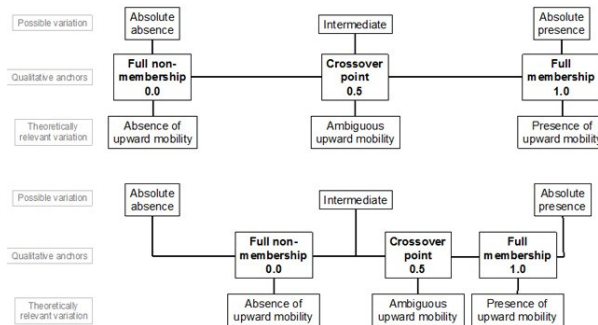 Possible variation
Absolute
absence
Intermediate
Absolute
presence
Qualitative anchors
Full non-
membership
0.0
Crossover
point
0.5
Full
membership
1.0
Theoretically
relevant variation
Absence of
upward mobility
Ambiguous
upward mobility
Presence of
upward mobility
Possible variation
Absolute
absence
Intermediate
Absolute
presence
Qualitative anchors
Full non-
membership
0.0
Crossover
point
0.5
Full
membership
1.0
Theoretically
relevant variation
Absence of
upward mobility
Ambiguous
upward mobility
Presence of
upward mobility